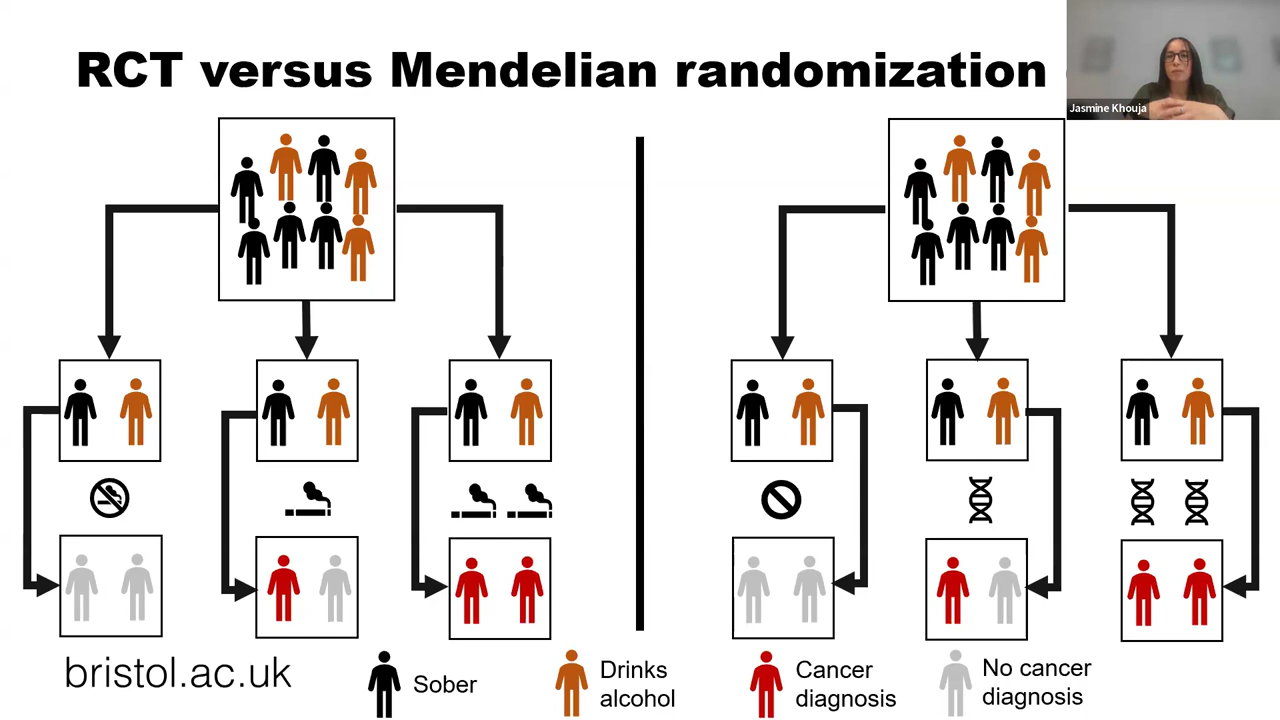 RCT versus Mendelian randomization
Jasmine Khouja
bristol.ac.uk
Sober
Drinks
alcohol
Cancer
diagnosis
No cancer
diagnosis